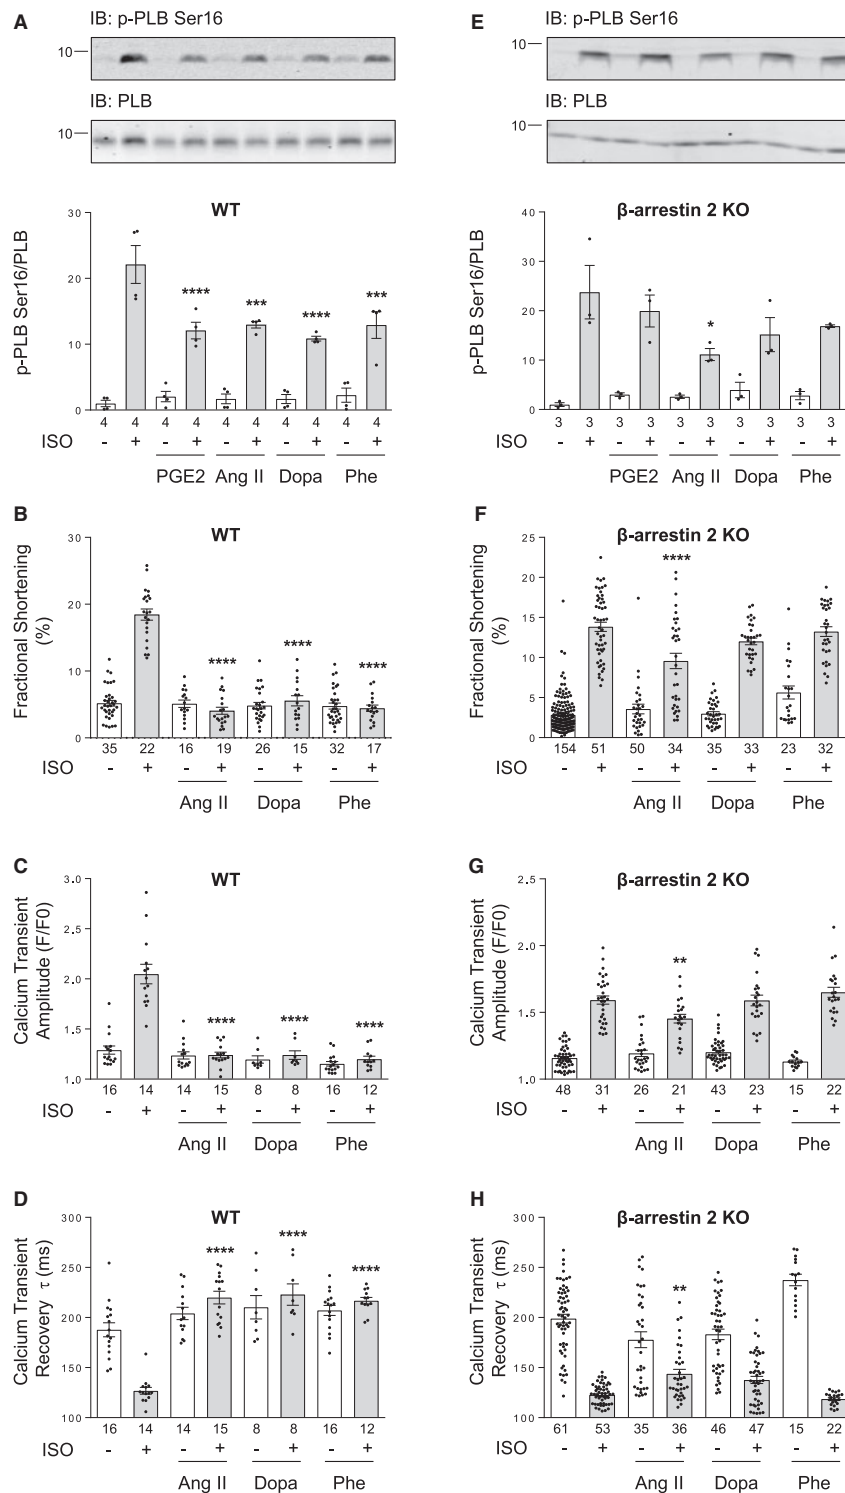 A
IB: p-PLB Ser16
10
IB: PLB
10
WT
p-PLB Ser16/PLB
30
20
10
0
4 4 4 4 4 4 4 4 4 4
**** *** **** ***
ISO - + - + - + - + - +
PGE2 Ang II Dopa Phe
B
WT
Fractional Shortening
(%)
30
20
10
0
**** **** ****
35 22 16 19 26 15 32 17
ISO - + - + - + - +
Ang II Dopa Phe
C
WT
Calcium Transient
Amplitude (F/F0)
3.0
2.5
2.0
1.5
1.0
**** **** ****
16 14 14 15 8 8 16 12
ISO - + - + - + - +
Ang II Dopa Phe
D
WT
Calcium Transient
Recovery τ (ms)
300
250
200
150
100
**** **** ****
16 14 14 15 8 8 16 12
ISO - + - + - + - +
Ang II Dopa Phe
E
IB: p-PLB Ser16
10
IB: PLB
10
β-arrestin 2 KO
p-PLB Ser16/PLB
40
30
20
10
0
*
3 3 3 3 3 3 3 3 3 3
ISO - + - + - + - + - +
PGE2 Ang II Dopa Phe
F
β-arrestin 2 KO
Fractional Shortening
(%)
25
20
15
10
5
0
****
154 51 50 34 35 33 23 32
ISO - + - + - + - +
Ang II Dopa Phe
G
β-arrestin 2 KO
Calcium Transient
Amplitude (F/F0)
2.5
2.0
1.5
1.0
**
48 31 26 21 43 23 15 22
ISO - + - + - + - +
Ang II Dopa Phe
H
β-arrestin 2 KO
Calcium Transient
Recovery τ (ms)
300
250
200
150
100
**
61 53 35 36 46 47 15 22
ISO - + - + - + - +
Ang II Dopa Phe